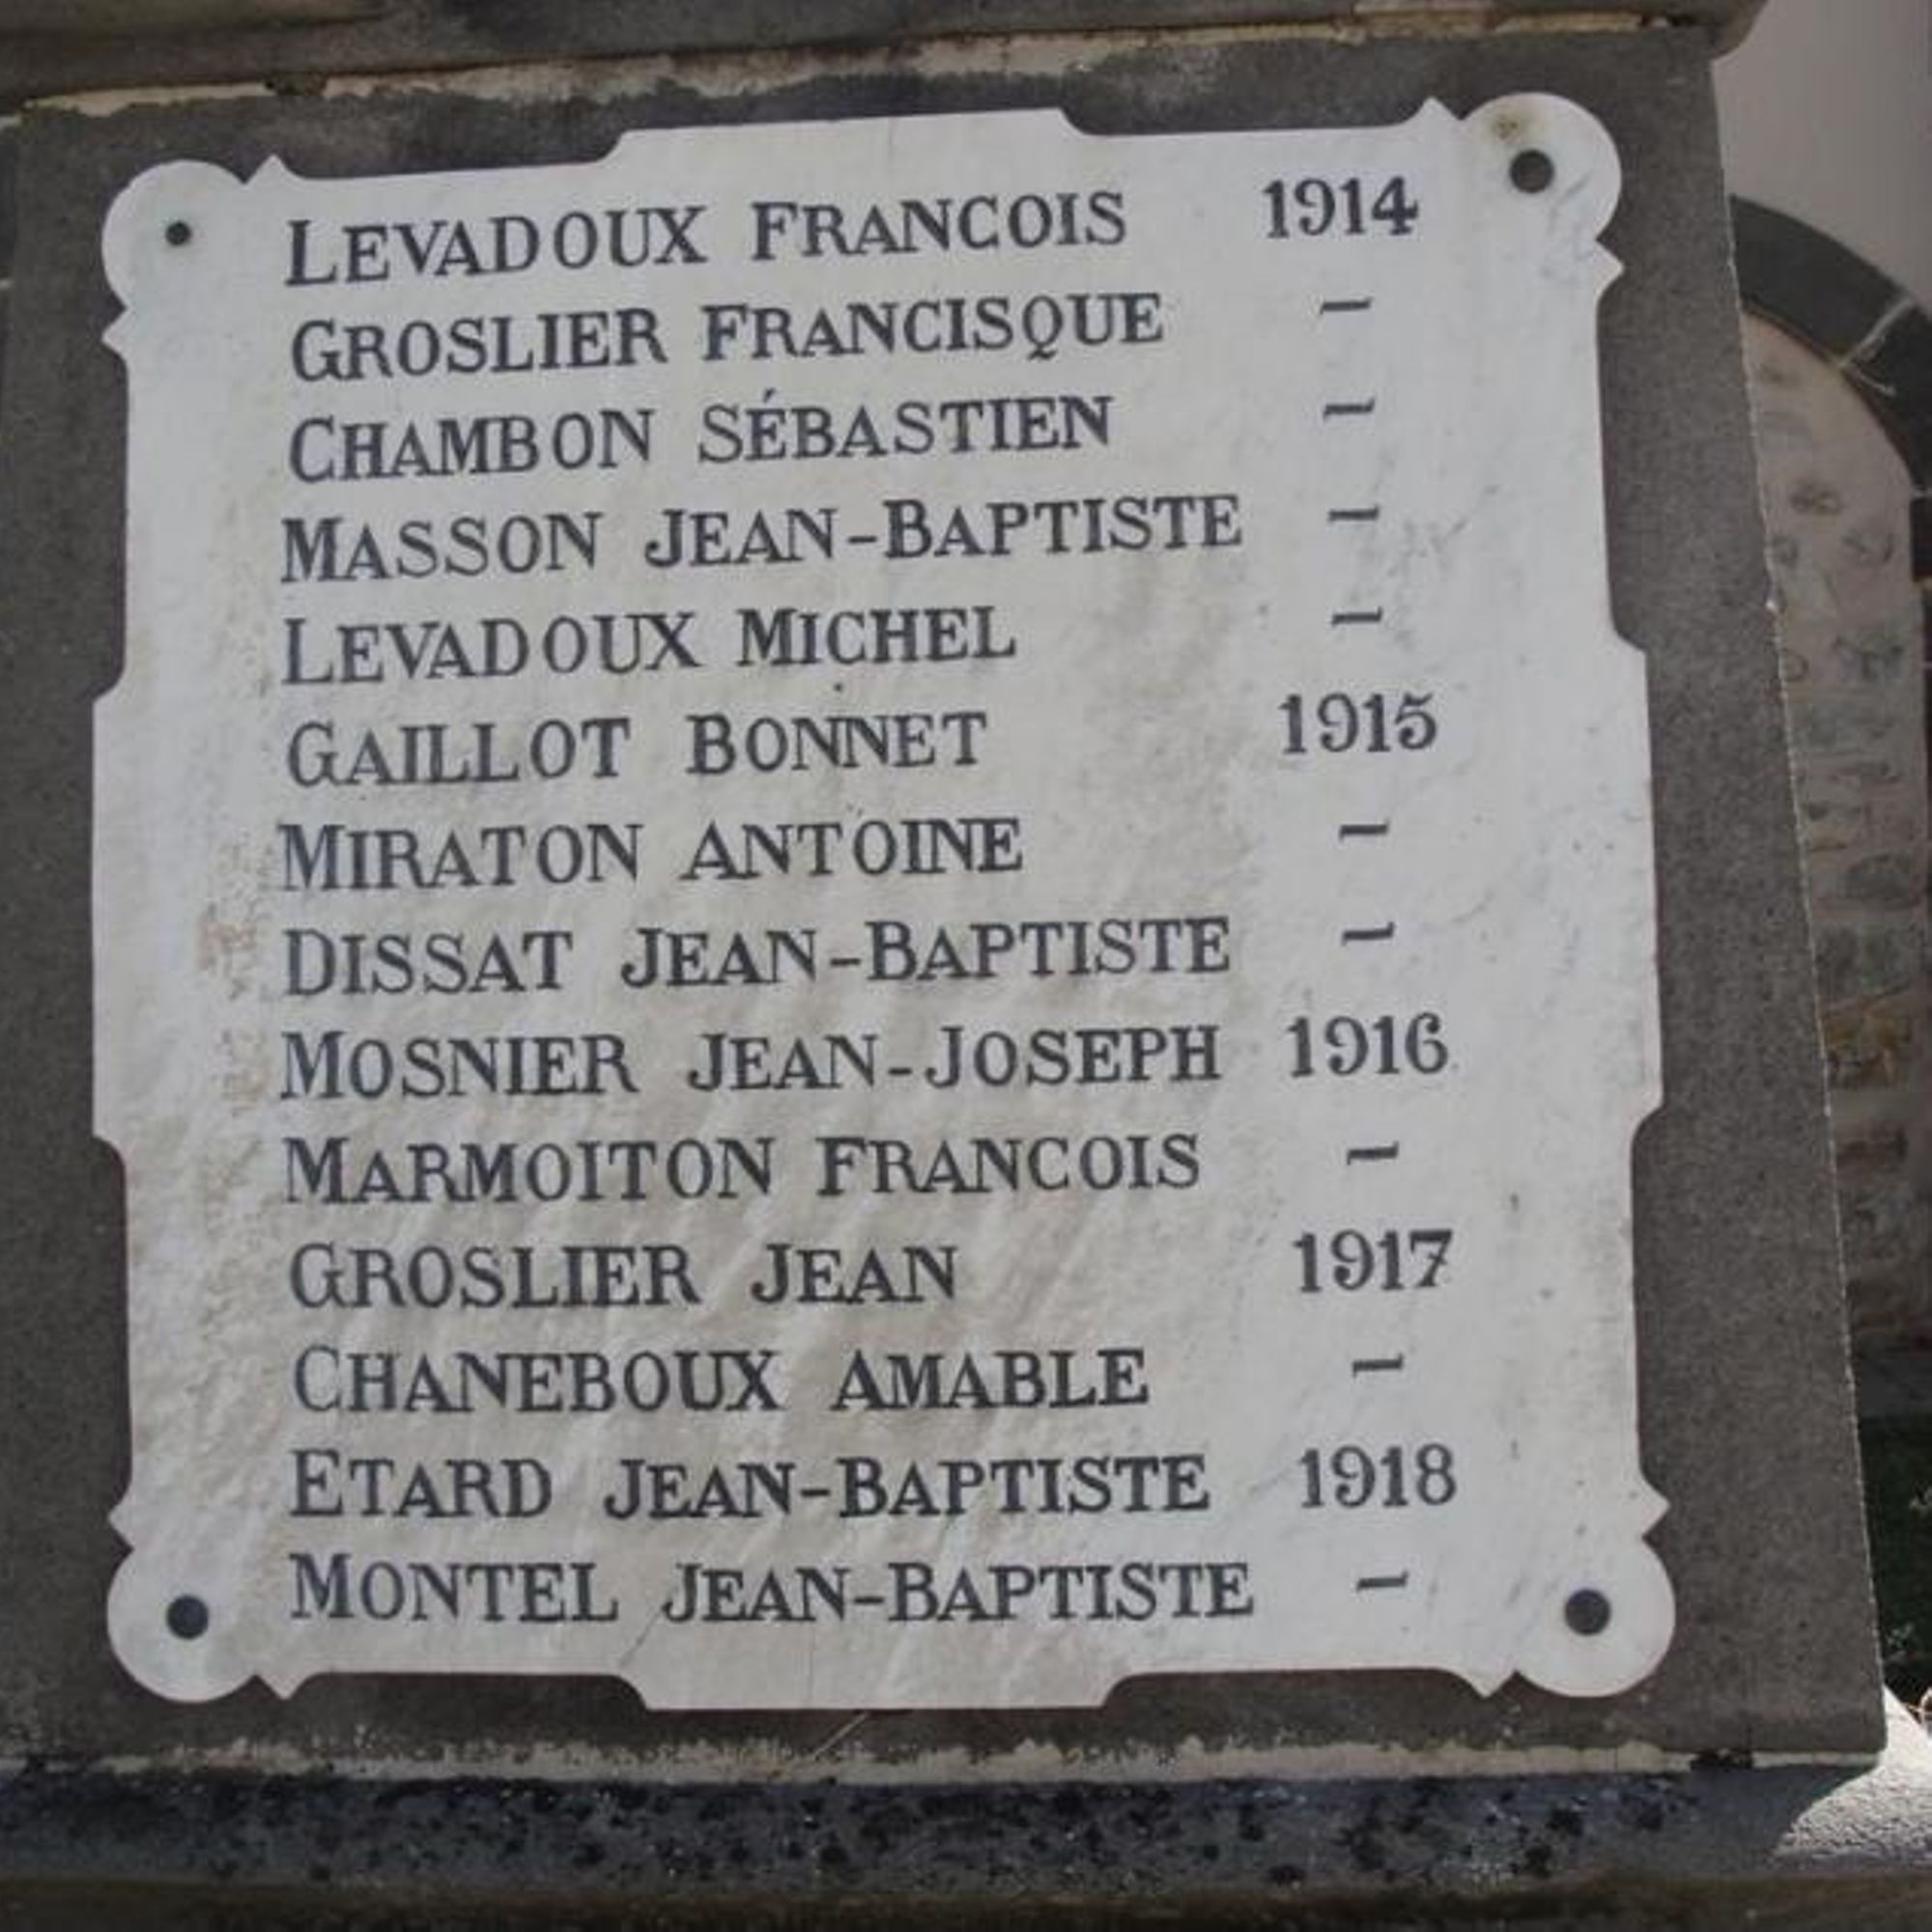 LEVADOUX FRANCOIS 1914
GROSLIER FRANCISQUE –
CHAMBON SÉBASTIEN –
MASSON JEAN-BAPTISTE –
LEVADOUX MICHEL –
GAILLOT BONNET 1915
MIRATON ANTOINE –
DISSAT JEAN-BAPTISTE –
MOSNIER JEAN-JOSEPH 1916
MARMOITON FRANCOIS –
GROSLIER JEAN 1917
CHANEBOUX AMABLE –
ETARD JEAN-BAPTISTE 1918
MONTEL JEAN-BAPTISTE –